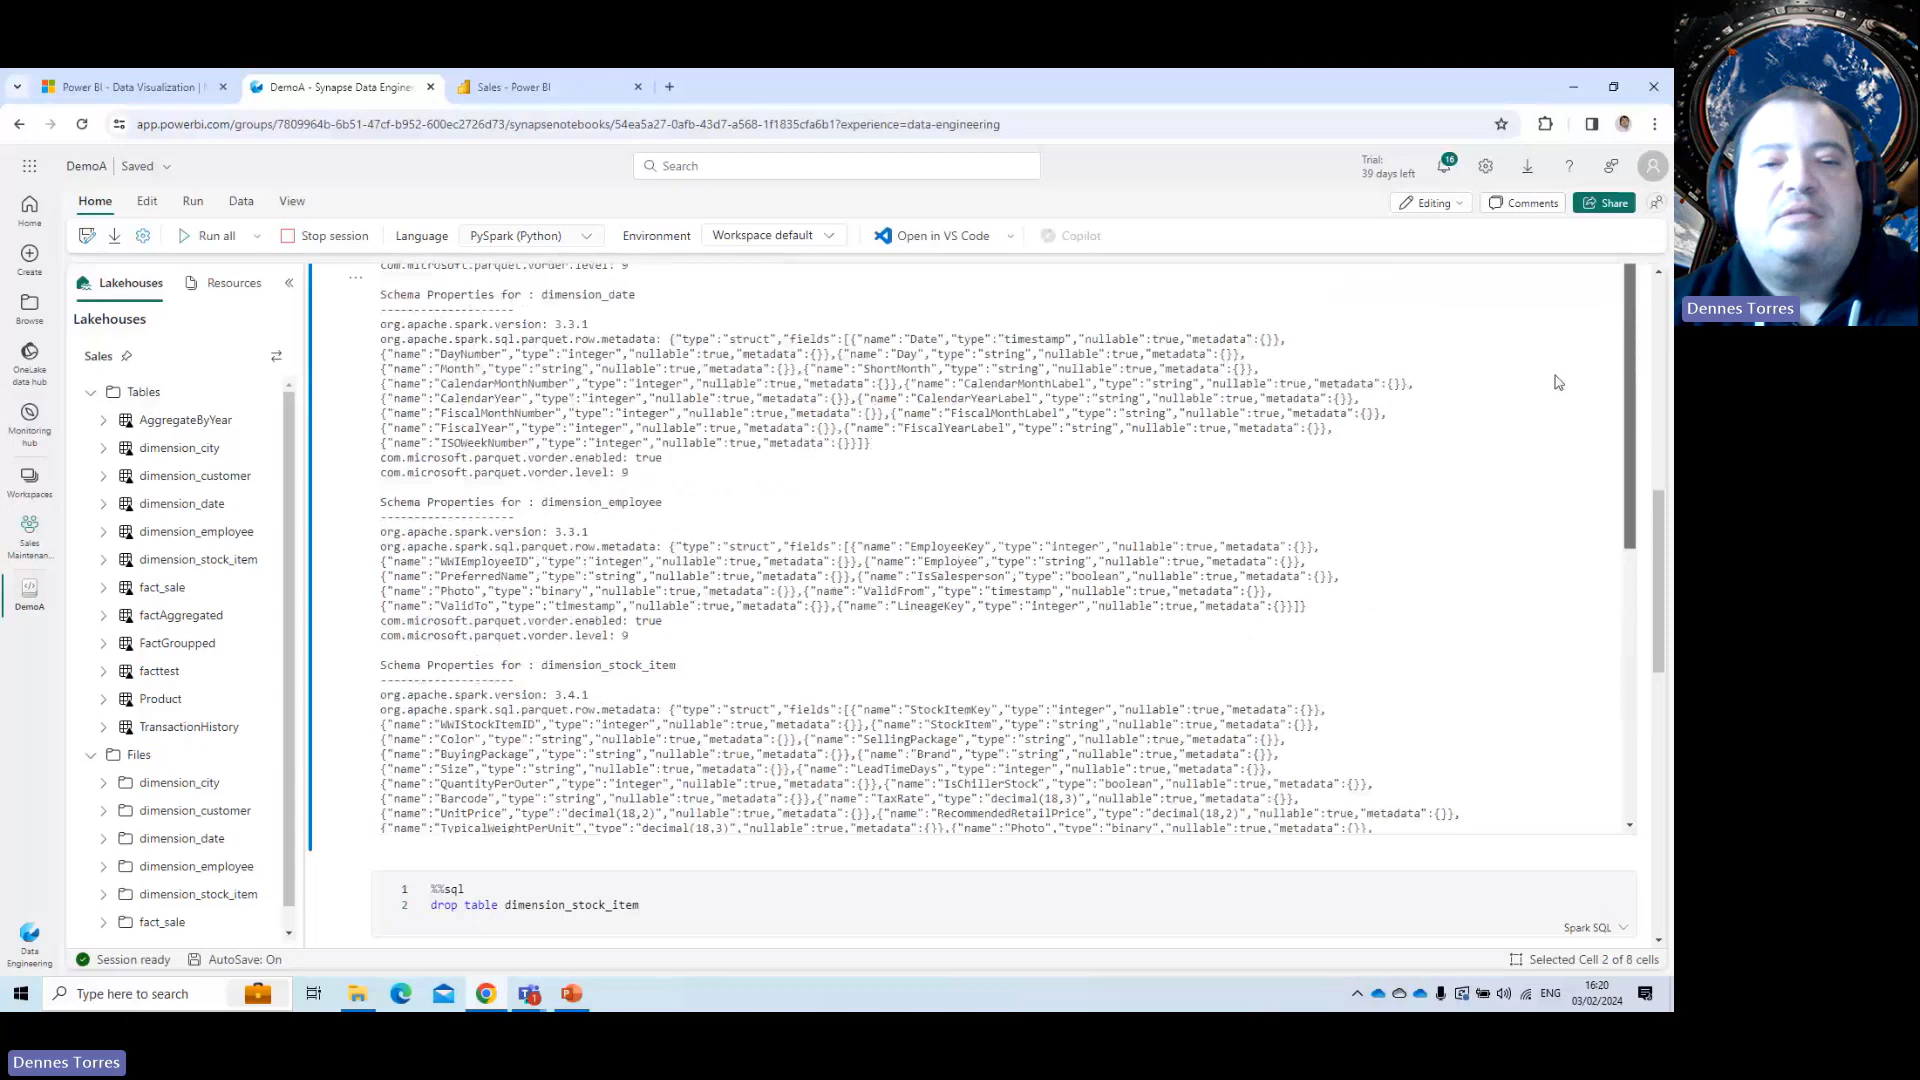 Power BI - Data Visualization |
DemoA - Synapse Data Engine
Sales - Power BI
app.powerbi.com/groups/7809964b-6b51-47cf-b952-600ec2726d73/synapsenotebooks/54ea5a27-0afb-43d7-a568-1f1835cfa6b1?experience=data-engineering
DemoA | Saved
Search
Trial:
39 days left
16
Home Edit Run Data View
Editing Comments Share
Run all Stop session Language PySpark (Python) Environment Workspace default Open in VS Code Copilot
Home
Create
Browse
OneLake
data hub
Monitoring
hub
Workspaces
Sales
Maintenan...
DemoA
Data
Engineering
Lakehouses Resources
Lakehouses
Sales
Tables
AggregateByYear
dimension_city
dimension_customer
dimension_date
dimension_employee
dimension_stock_item
fact_sale
factAggregated
FactGroupped
facttest
Product
TransactionHistory
Files
dimension_city
dimension_customer
dimension_date
dimension_employee
dimension_stock_item
fact_sale
com.microsoft.parquet.vorder.level: 9
Schema Properties for : dimension_date
--------------------
org.apache.spark.version: 3.3.1
org.apache.spark.sql.parquet.row.metadata: {"type":"struct","fields":[{"name":"Date","type":"timestamp","nullable":true,"metadata":{}},
{"name":"DayNumber","type":"integer","nullable":true,"metadata":{}},{"name":"Day","type":"string","nullable":true,"metadata":{}},
{"name":"Month","type":"string","nullable":true,"metadata":{}},{"name":"ShortMonth","type":"string","nullable":true,"metadata":{}},
{"name":"CalendarMonthNumber","type":"integer","nullable":true,"metadata":{}},{"name":"CalendarMonthLabel","type":"string","nullable":true,"metadata":{}},
{"name":"CalendarYear","type":"integer","nullable":true,"metadata":{}},{"name":"CalendarYearLabel","type":"string","nullable":true,"metadata":{}},
{"name":"FiscalMonthNumber","type":"integer","nullable":true,"metadata":{}},{"name":"FiscalMonthLabel","type":"string","nullable":true,"metadata":{}},
{"name":"FiscalYear","type":"integer","nullable":true,"metadata":{}},{"name":"FiscalYearLabel","type":"string","nullable":true,"metadata":{}},
{"name":"ISOWeekNumber","type":"integer","nullable":true,"metadata":{}}]}
com.microsoft.parquet.vorder.enabled: true
com.microsoft.parquet.vorder.level: 9
Schema Properties for : dimension_employee
--------------------
org.apache.spark.version: 3.3.1
org.apache.spark.sql.parquet.row.metadata: {"type":"struct","fields":[{"name":"EmployeeKey","type":"integer","nullable":true,"metadata":{}},
{"name":"WWIEmployeeID","type":"integer","nullable":true,"metadata":{}},{"name":"Employee","type":"string","nullable":true,"metadata":{}},
{"name":"PreferredName","type":"string","nullable":true,"metadata":{}},{"name":"IsSalesperson","type":"boolean","nullable":true,"metadata":{}},
{"name":"Photo","type":"binary","nullable":true,"metadata":{}},{"name":"ValidFrom","type":"timestamp","nullable":true,"metadata":{}},
{"name":"ValidTo","type":"timestamp","nullable":true,"metadata":{}},{"name":"LineageKey","type":"integer","nullable":true,"metadata":{}}]}
com.microsoft.parquet.vorder.enabled: true
com.microsoft.parquet.vorder.level: 9
Schema Properties for : dimension_stock_item
--------------------
org.apache.spark.version: 3.4.1
org.apache.spark.sql.parquet.row.metadata: {"type":"struct","fields":[{"name":"StockItemKey","type":"integer","nullable":true,"metadata":{}},
{"name":"WWIStockItemID","type":"integer","nullable":true,"metadata":{}},{"name":"StockItem","type":"string","nullable":true,"metadata":{}},
{"name":"Color","type":"string","nullable":true,"metadata":{}},{"name":"SellingPackage","type":"string","nullable":true,"metadata":{}},
{"name":"BuyingPackage","type":"string","nullable":true,"metadata":{}},{"name":"Brand","type":"string","nullable":true,"metadata":{}},
{"name":"Size","type":"string","nullable":true,"metadata":{}},{"name":"LeadTimeDays","type":"integer","nullable":true,"metadata":{}},
{"name":"QuantityPerOuter","type":"integer","nullable":true,"metadata":{}},{"name":"IsChillerStock","type":"boolean","nullable":true,"metadata":{}},
{"name":"Barcode","type":"string","nullable":true,"metadata":{}},{"name":"TaxRate","type":"decimal(18,3)","nullable":true,"metadata":{}},
{"name":"UnitPrice","type":"decimal(18,2)","nullable":true,"metadata":{}},{"name":"RecommendedRetailPrice","type":"decimal(18,2)","nullable":true,"metadata":{}},
{"name":"TypicalWeightPerUnit","type":"decimal(18,3)","nullable":true,"metadata":{}},{"name":"Photo","type":"binary","nullable":true,"metadata":{}},
1 %%sql
2 drop table dimension_stock_item
Spark SQL
Session ready AutoSave: On
Selected Cell 2 of 8 cells
Type here to search
ENG
16:20
03/02/2024
Dennes Torres
Dennes Torres